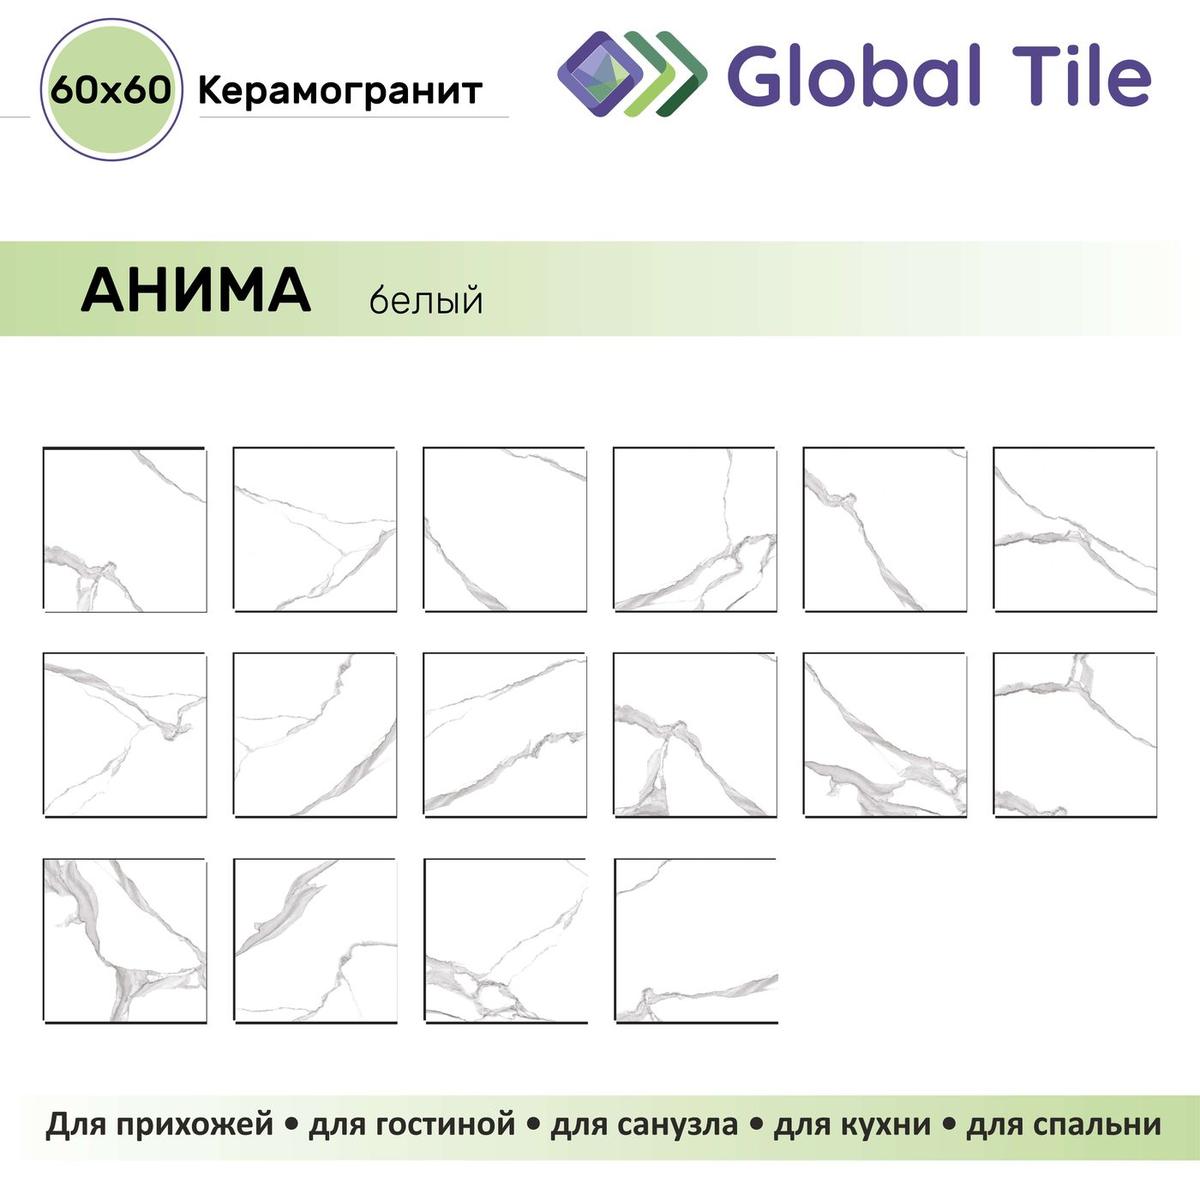 60x60 Керамогранит
Global Tile
АНИМА белый
Для прихожей • для гостиной • для санузла • для кухни • для спальни